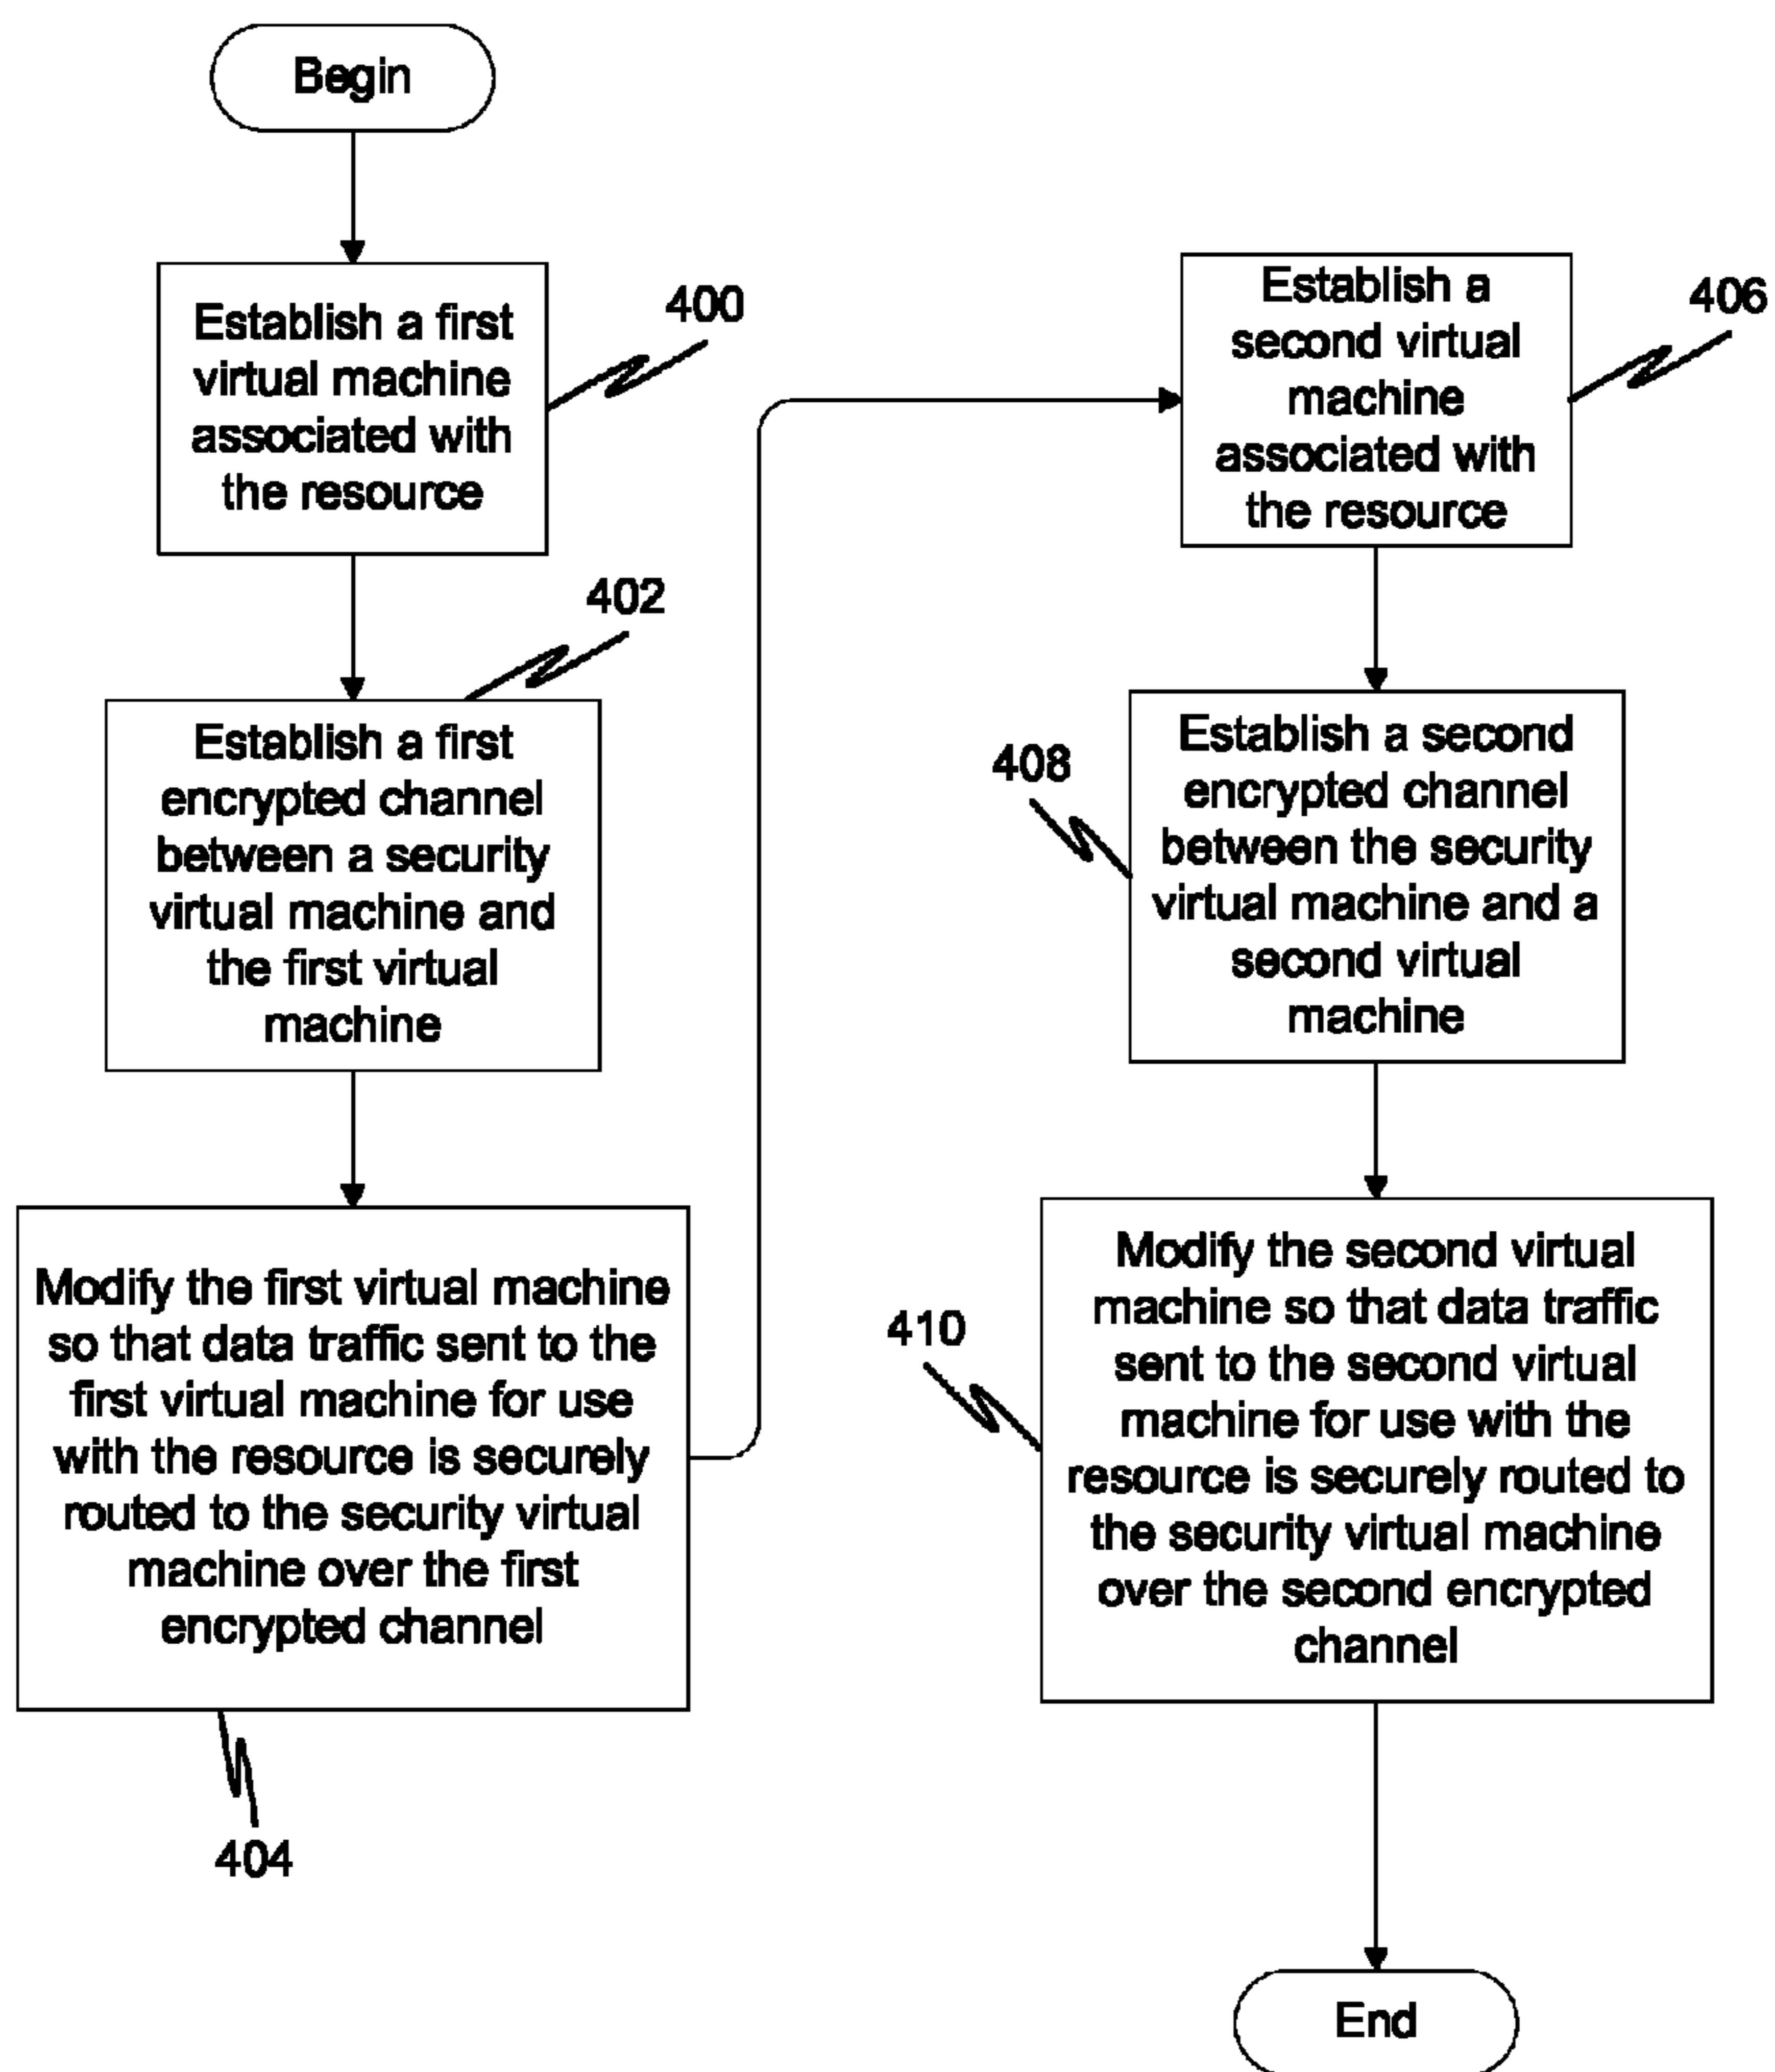 Begin
Establish a first
virtual machine
associated with
the resource
400
402
Establish a first
encrypted channel
between a security
virtual machine and
the first virtual
machine
Modify the first virtual machine
so that data traffic sent to the
first virtual machine for use
with the resource is securely
routed to the security virtual
machine over the first
encrypted channel
404
Establish a
second virtual
machine
associated with
the resource
406
408
Establish a second
encrypted channel
between the security
virtual machine and a
second virtual
machine
410
Modify the second virtual
machine so that data traffic
sent to the second virtual
machine for use with the
resource is securely routed to
the security virtual machine
over the second encrypted
channel
End